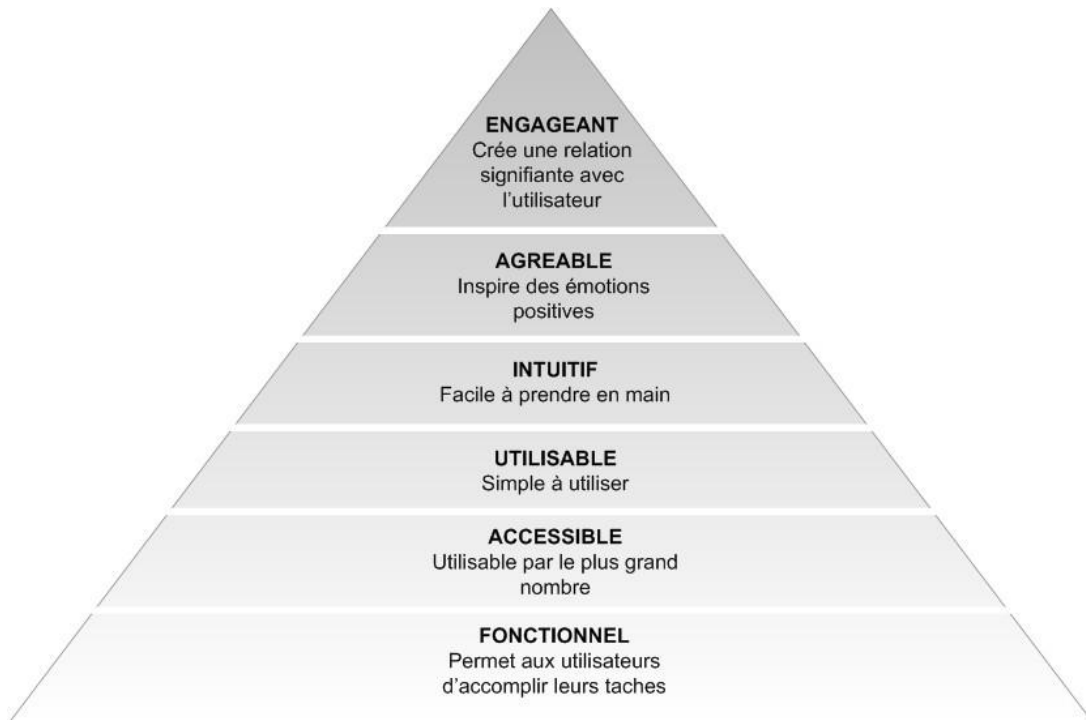 ENGAGEANT
Crée une relation
signifiante avec
l’utilisateur
AGREABLE
Inspire des émotions
positives
INTUITIF
Facile à prendre en main
UTILISABLE
Simple à utiliser
ACCESSIBLE
Utilisable par le plus grand
nombre
FONCTIONNEL
Permet aux utilisateurs
d’accomplir leurs taches